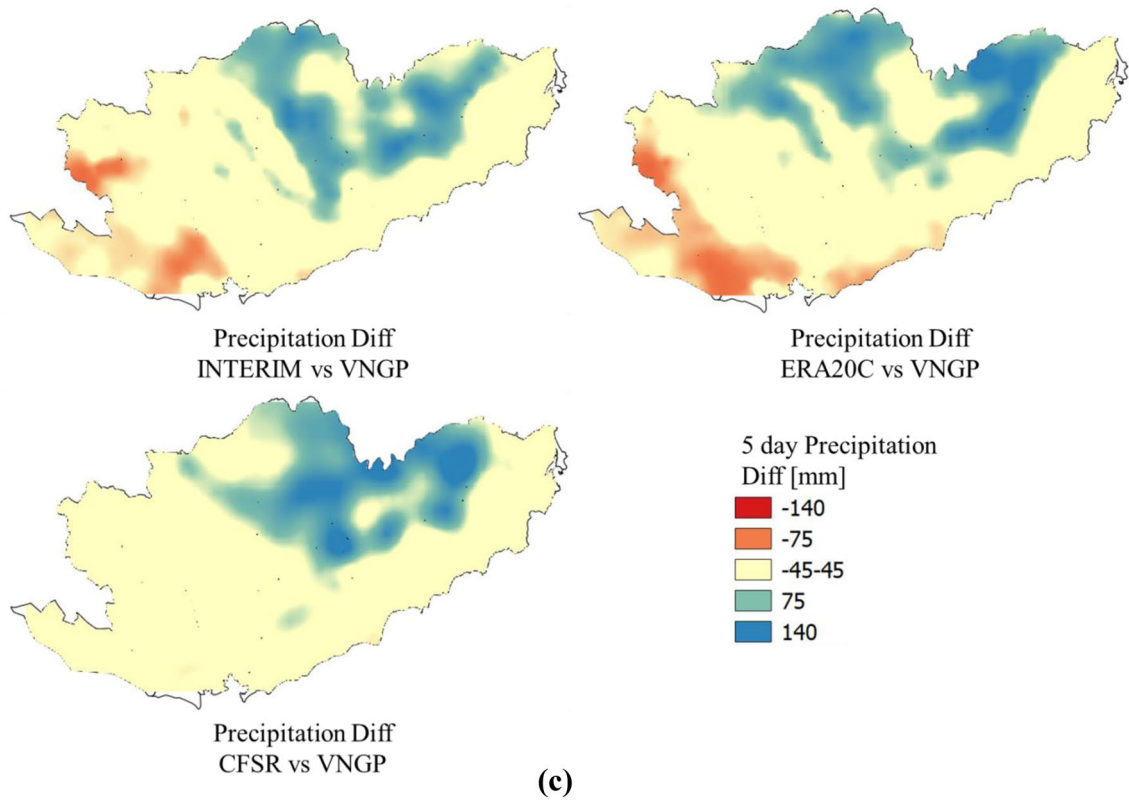 Precipitation Diff
INTERIM vs VNGP
Precipitation Diff
ERA20C vs VNGP
5 day Precipitation
Diff [mm]
-140
-75
-45-45
75
140
Precipitation Diff
CFSR vs VNGP
(c)